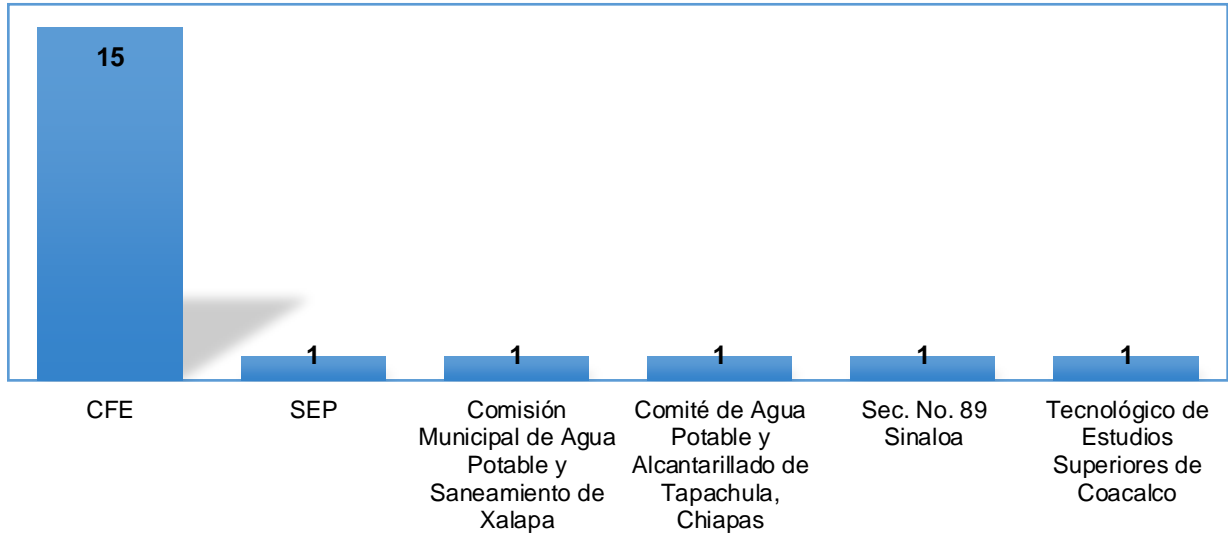 15
1
1
1
1
1
CFE
SEP
Comisión
Municipal de Agua
Potable y
Saneamiento de
Xalapa
Comité de Agua
Potable y
Alcantarillado de
Tapachula,
Chiapas
Sec. No. 89
Sinaloa
Tecnológico de
Estudios
Superiores de
Coacalco